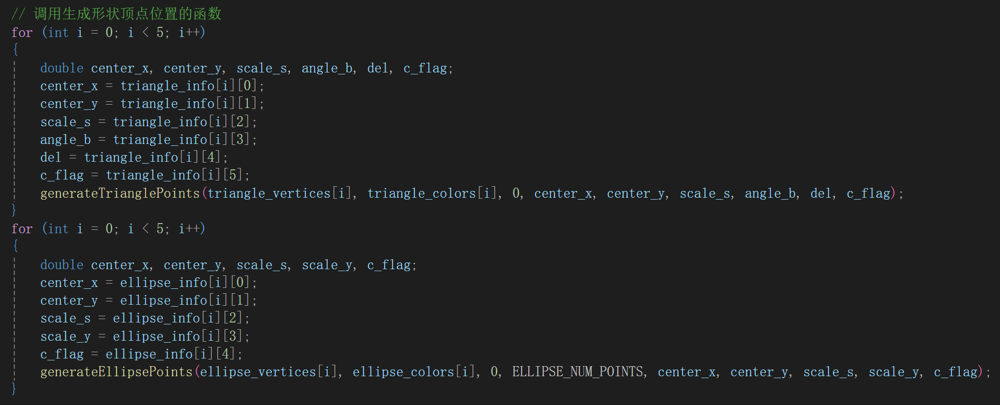 // 调用生成形状顶点位置的函数
for (int i = 0; i < 5; i++)
{
    double center_x, center_y, scale_s, angle_b, del, c_flag;
    center_x = triangle_info[i][0];
    center_y = triangle_info[i][1];
    scale_s = triangle_info[i][2];
    angle_b = triangle_info[i][3];
    del = triangle_info[i][4];
    c_flag = triangle_info[i][5];
    generateTrianglePoints(triangle_vertices[i], triangle_colors[i], 0, center_x, center_y, scale_s, angle_b, del, c_flag);
}
for (int i = 0; i < 5; i++)
{
    double center_x, center_y, scale_s, scale_y, c_flag;
    center_x = ellipse_info[i][0];
    center_y = ellipse_info[i][1];
    scale_s = ellipse_info[i][2];
    scale_y = ellipse_info[i][3];
    c_flag = ellipse_info[i][4];
    generateEllipsePoints(ellipse_vertices[i], ellipse_colors[i], 0, ELLIPSE_NUM_POINTS, center_x, center_y, scale_s, scale_y, c_flag);
}